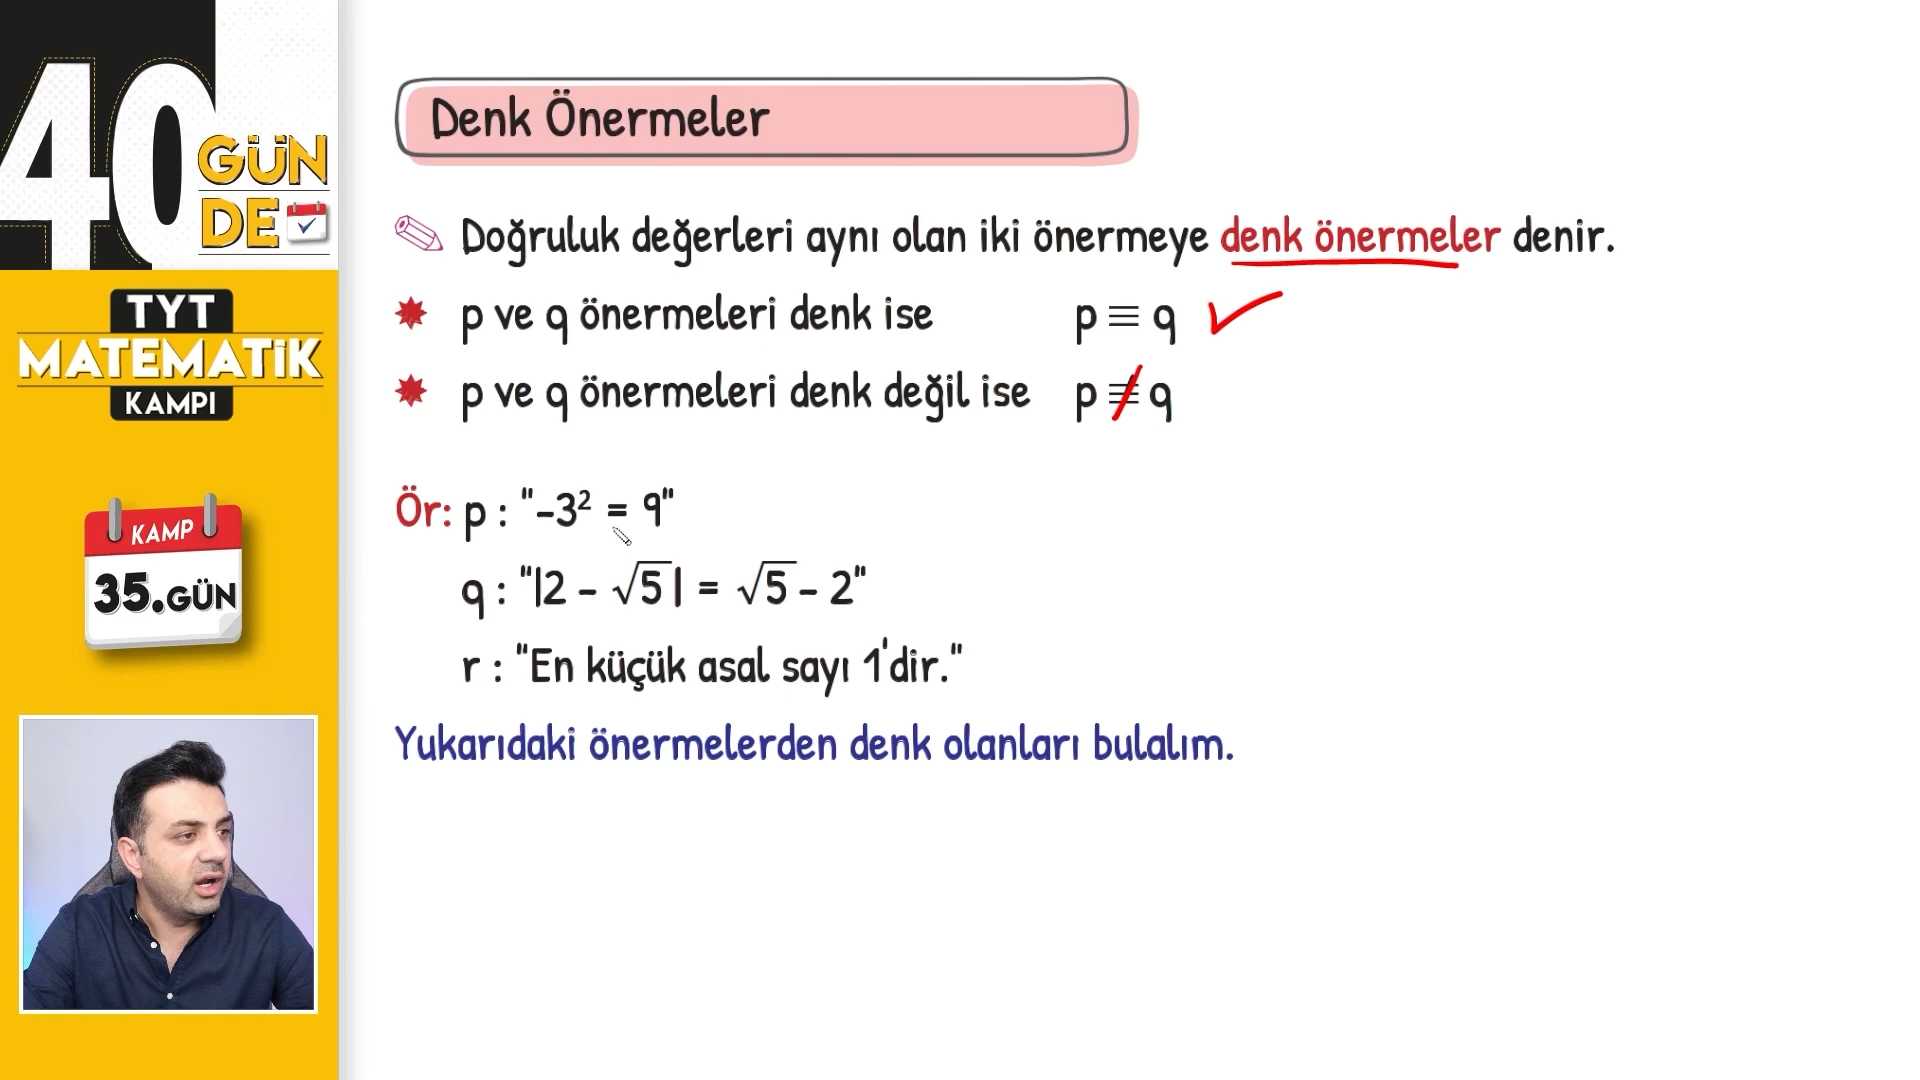 40
GÜN
DE
TYT
MATEMATİK
KAMPI
KAMP
35.GÜN
Denk Önermeler
Doğruluk değerleri aynı olan iki önermeye denk önermeler denir.
p ve q önermeleri denk ise p ≡ q
p ve q önermeleri denk değil ise p ≢ q
Ör: p : "-3² = 9"
q : "|2 - √5| = √5 - 2"
r : "En küçük asal sayı 1'dir."
Yukarıdaki önermelerden denk olanları bulalım.